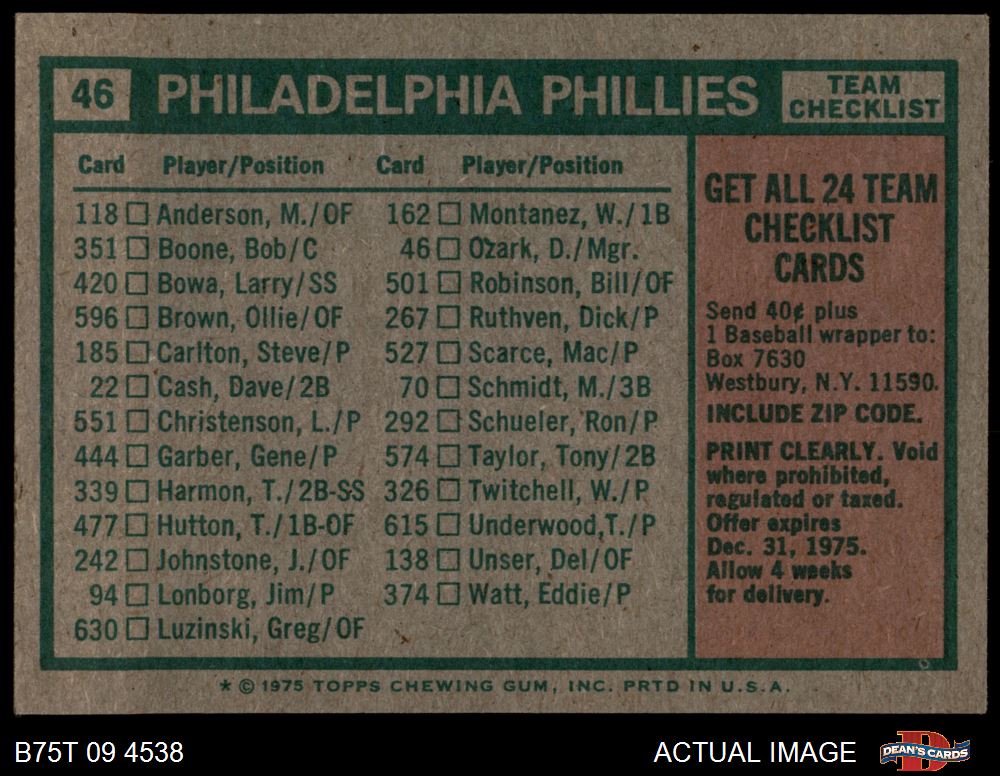 46 PHILADELPHIA PHILLIES TEAM CHECKLIST
Card Player/Position Card Player/Position
118 □ Anderson, M./OF 162 □ Montanez, W./1B
351 □ Boone, Bob/C 46 □ Ozark, D./Mgr.
420 □ Bowa, Larry/SS 501 □ Robinson, Bill/OF
596 □ Brown, Ollie/OF 267 □ Ruthven, Dick/P
185 □ Carlton, Steve/P 527 □ Scarce, Mac/P
22 □ Cash, Dave/2B 70 □ Schmidt, M./3B
551 □ Christenson, L./P 292 □ Schueler, Ron/P
444 □ Garber, Gene/P 574 □ Taylor, Tony/2B
339 □ Harmon, T./2B-SS 326 □ Twitchell, W./P
477 □ Hutton, T./1B-OF 615 □ Underwood,T./P
242 □ Johnstone, J./OF 138 □ Unser, Del/OF
94 □ Lonborg, Jim/P 374 □ Watt, Eddie/P
630 □ Luzinski, Greg/OF
GET ALL 24 TEAM
CHECKLIST
CARDS
Send 40¢ plus
1 Baseball wrapper to:
Box 7630
Westbury, N.Y. 11590.
INCLUDE ZIP CODE.
PRINT CLEARLY. Void
where prohibited,
regulated or taxed.
Offer expires
Dec. 31, 1975.
Allow 4 weeks
for delivery.
* © 1975 TOPPS CHEWING GUM, INC. PRTD IN U.S.A.
B75T 09 4538 ACTUAL IMAGE DEAN'S CARDS